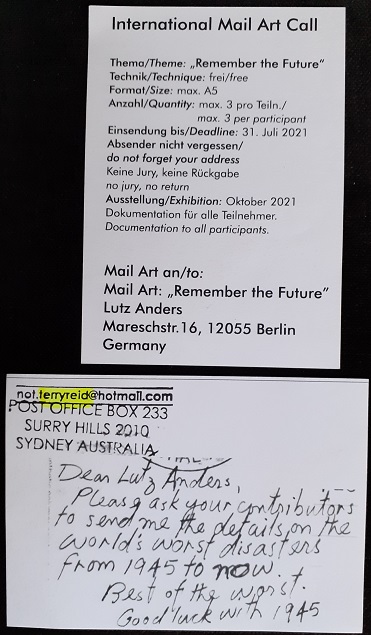 International Mail Art Call
Thema/Theme: „Remember the Future"
Technik/Technique: frei/free
Format/Size: max. A5
Anzahl/Quantity: max. 3 pro Teiln./
max. 3 per participant
Einsendung bis/Deadline: 31. Juli 2021
Absender nicht vergessen/
do not forget your address
Keine Jury, keine Rückgabe
no jury, no return
Ausstellung/Exhibition: Oktober 2021
Dokumentation für alle Teilnehmer.
Documentation to all participants.
Mail Art an/to:
Mail Art: „Remember the Future"
Lutz Anders
Mareschstr.16, 12055 Berlin
Germany
not.terryreid@hotmail.com
POST OFFICE BOX 233
SURRY HILLS 2010
SYDNEY AUSTRALIA
Dear Lutz Anders,
Please ask your contributors
to send me the details on the
world's worst disasters
from 1945 to now.
Best of the worst.
Good luck with 1945